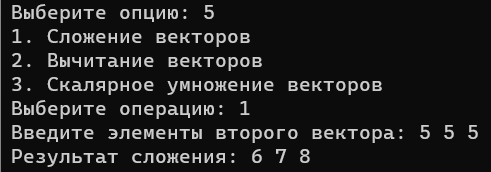 Выберите опцию: 5
1. Сложение векторов
2. Вычитание векторов
3. Скалярное умножение векторов
Выберите операцию: 1
Введите элементы второго вектора: 5 5 5
Результат сложения: 6 7 8